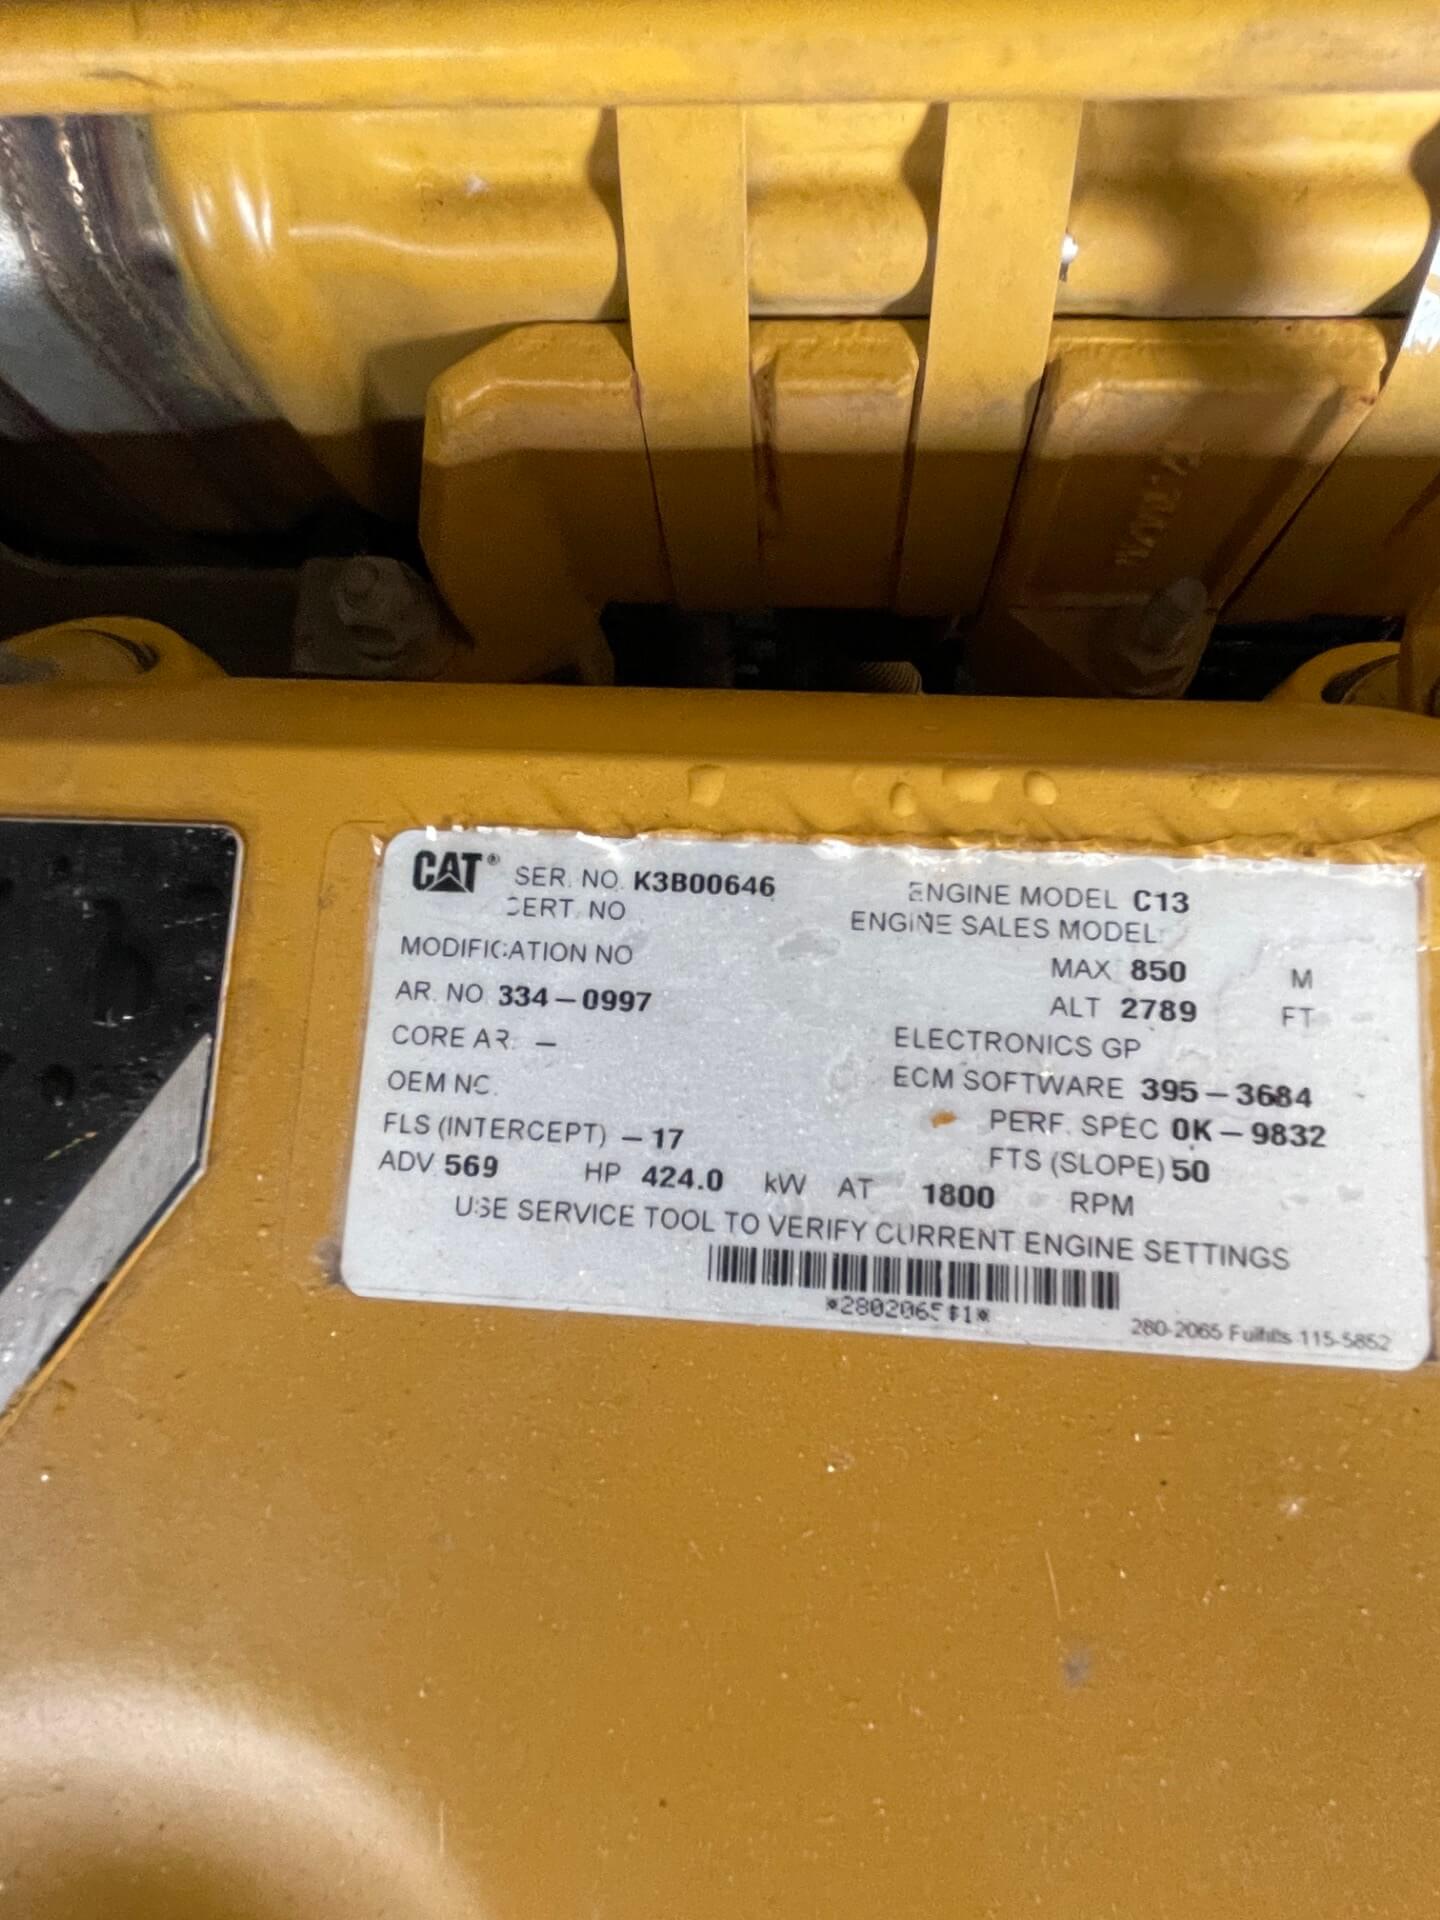 CAT® SER. NO. K3B00646
CERT. NO
MODIFICATION NO
AR. NO. 334-0997
CORE AR. -
OEM NO.
FLS (INTERCEPT) -17
ADV. 569 HP 424.0 kW AT 1800 RPM
ENGINE MODEL C13
ENGINE SALES MODEL:
MAX 850 M
ALT 2789 FT
ELECTRONICS GP
ECM SOFTWARE 395-3684
PERF. SPEC 0K-9832
FTS (SLOPE) 50
USE SERVICE TOOL TO VERIFY CURRENT ENGINE SETTINGS
280-2065 115-5852